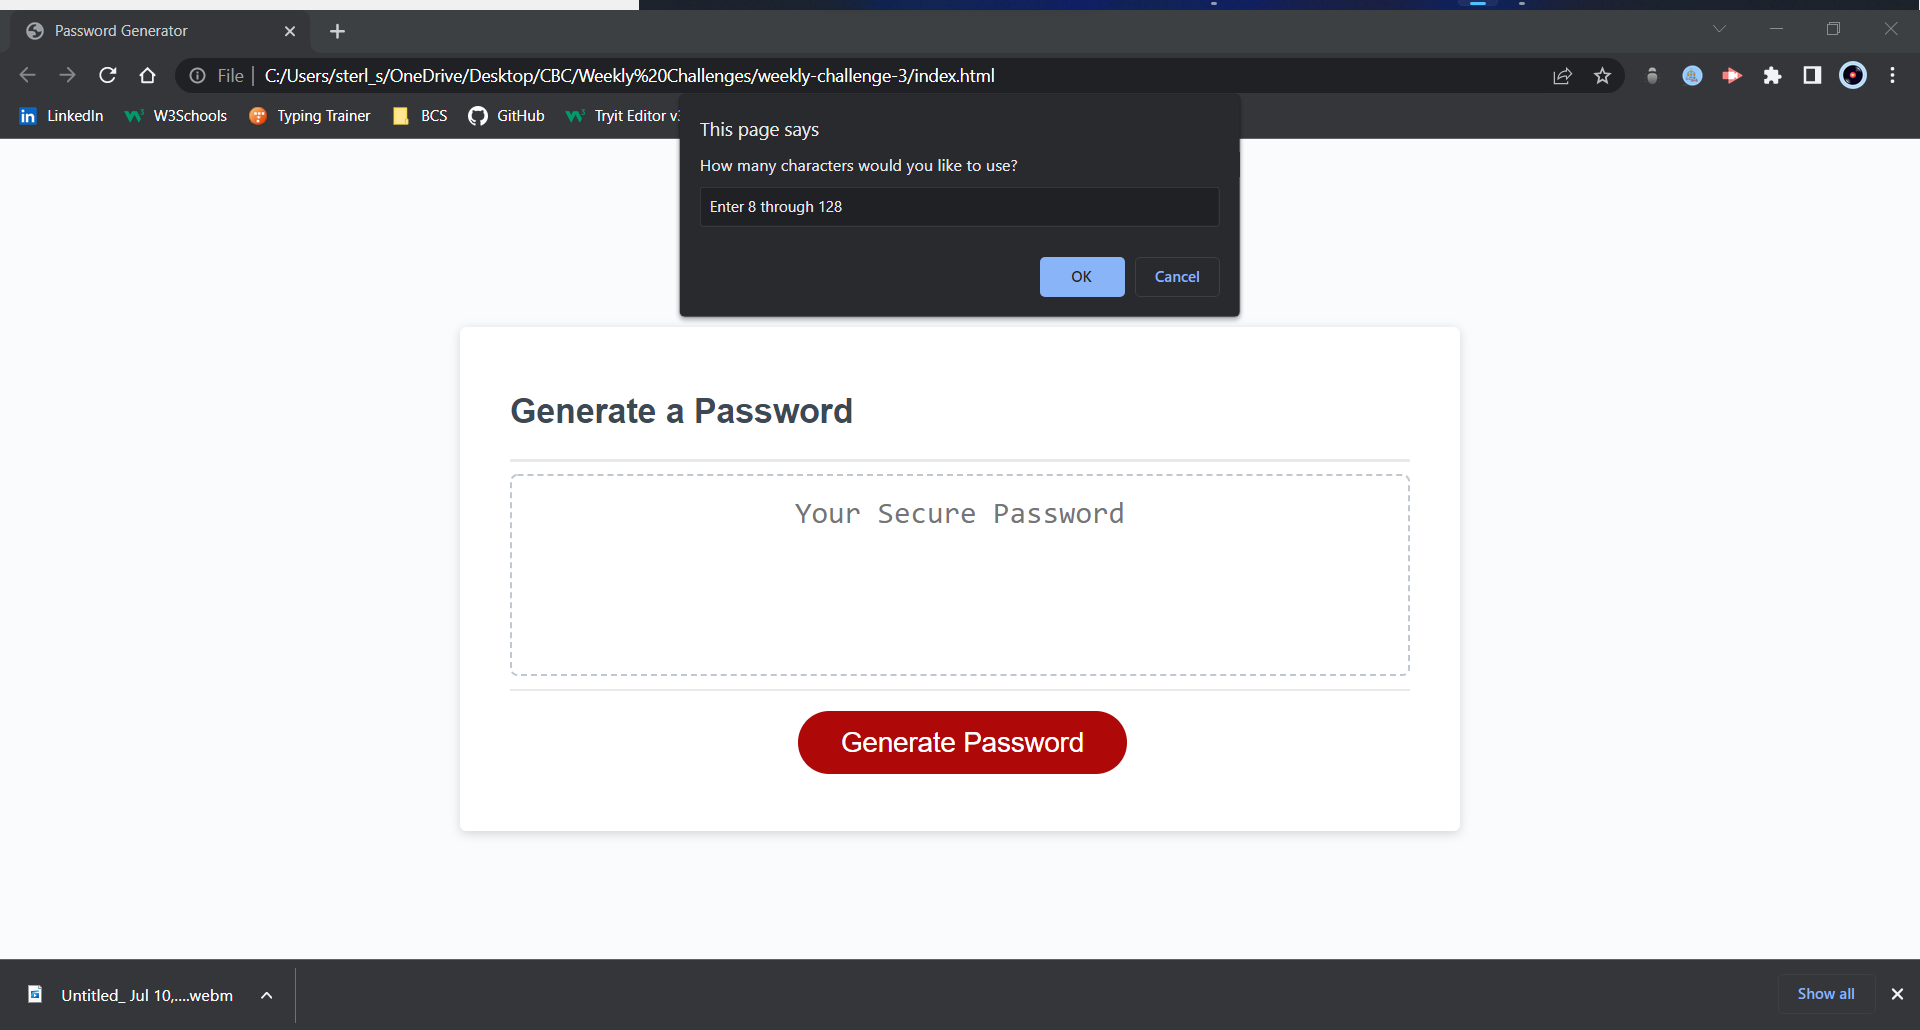 Password Generator
File | C:/Users/sterl_s/OneDrive/Desktop/CBC/Weekly%20Challenges/weekly-challenge-3/index.html
in LinkedIn W3Schools Typing Trainer BCS GitHub Tryit Editor v3
This page says
How many characters would you like to use?
Enter 8 through 128
OK Cancel
Generate a Password
Your Secure Password
Generate Password
Untitled_ Jul 10,....webm Show all